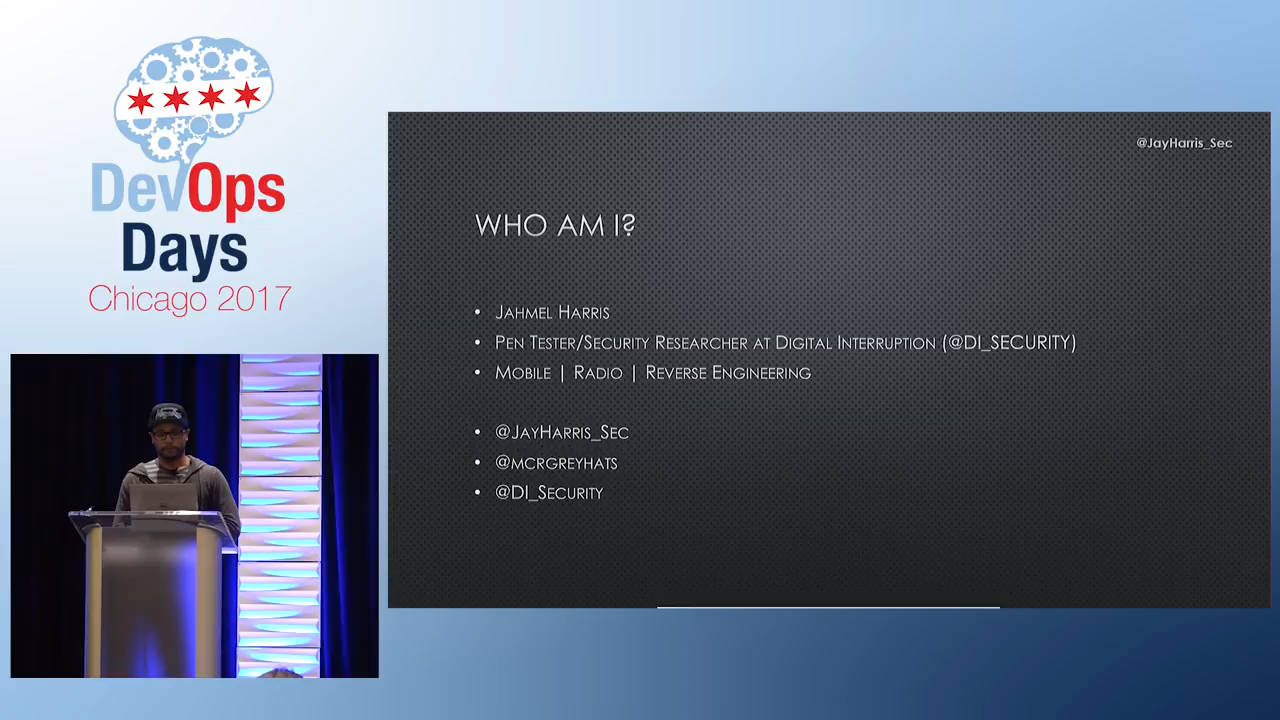 DevOps
Days
Chicago 2017
@JayHarris_Sec
WHO AM I?
• JAHMEL HARRIS
• PEN TESTER/SECURITY RESEARCHER AT DIGITAL INTERRUPTION (@DI_SECURITY)
• MOBILE | RADIO | REVERSE ENGINEERING
• @JAYHARRIS_SEC
• @MCRGREYHATS
• @DI_SECURITY